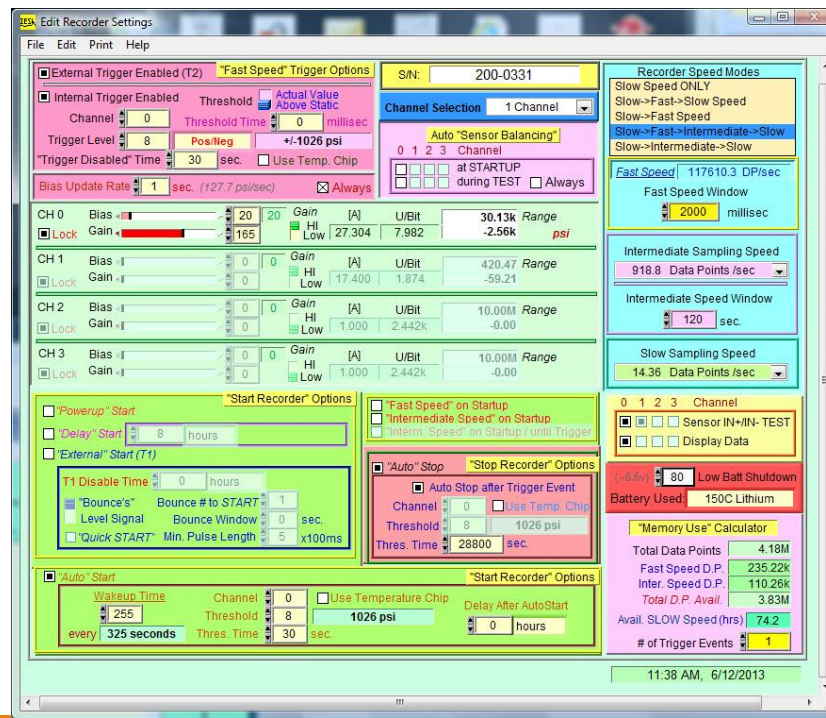 IESA Edit Recorder Settings
File Edit Print Help
External Trigger Enabled (T2) "Fast Speed" Trigger Options
Internal Trigger Enabled Threshold Actual Value
Above Static
Channel 0 Threshold Time 0 millisec
Trigger Level 8 Pos/Neg +/-1026 psi
"Trigger Disabled" Time 30 sec. Use Temp. Chip
Bias Update Rate 1 sec. (127.7 psi/sec) Always
S/N: 200-0331
Channel Selection 1 Channel
Auto "Sensor Balancing"
0 1 2 3 Channel
at STARTUP
during TEST Always
Recorder Speed Modes
Slow Speed ONLY
Slow->Fast->Slow Speed
Slow->Fast Speed
Slow->Fast->Intermediate->Slow
Slow->Intermediate->Slow
Fast Speed 117610.3 DP/sec
Fast Speed Window
2000 millisec
Intermediate Sampling Speed
918.8 Data Points /sec
Intermediate Speed Window
120 sec.
Slow Sampling Speed
14.36 Data Points /sec
CH 0 Bias 20 20 Gain [A] U/Bit 30.13k Range
Lock Gain 165 HI Low 27.304 7.982 -2.56k psi
CH 1 Bias 0 0 Gain [A] U/Bit 420.47 Range
Lock Gain 0 HI Low 17.400 1.874 -59.21
CH 2 Bias 0 0 Gain [A] U/Bit 10.00M Range
Lock Gain 0 HI Low 1.000 2.442k -0.00
CH 3 Bias 0 0 Gain [A] U/Bit 10.00M Range
Lock Gain 0 HI Low 1.000 2.442k -0.00
"Start Recorder" Options
"Powerup" Start
"Delay" Start 8 hours
"External" Start (T1)
T1 Disable Time 0 hours
"Bounce's" Bounce # to START 1
Level Signal Bounce Window 0 sec.
"Quick START" Min. Pulse Length 5 x100ms
"Fast Speed" on Startup
"Intermediate Speed" on Startup
"Interm. Speed" on Startup / until Trigger
"Auto" Stop "Stop Recorder" Options
Auto Stop after Trigger Event
Channel 0 Use Temp. Chip
Threshold 8 1026 psi
Thres. Time 28800 sec.
0 1 2 3 Channel
Sensor IN+/IN- TEST
Display Data
(~6.6v) 80 Low Batt Shutdown
Battery Used: 150C Lithium
"Memory Use" Calculator
Total Data Points 4.18M
Fast Speed D.P. 235.22k
Inter. Speed D.P. 110.26k
Total D.P. Avail. 3.83M
Avail. SLOW Speed (hrs) 74.2
# of Trigger Events 1
"Auto" Start "Start Recorder" Options
Wakeup Time Channel 0 Use Temperature Chip
255 Threshold 8 1026 psi Delay After AutoStart
every 325 seconds Thres. Time 30 sec. 0 hours
11:38 AM, 6/12/2013